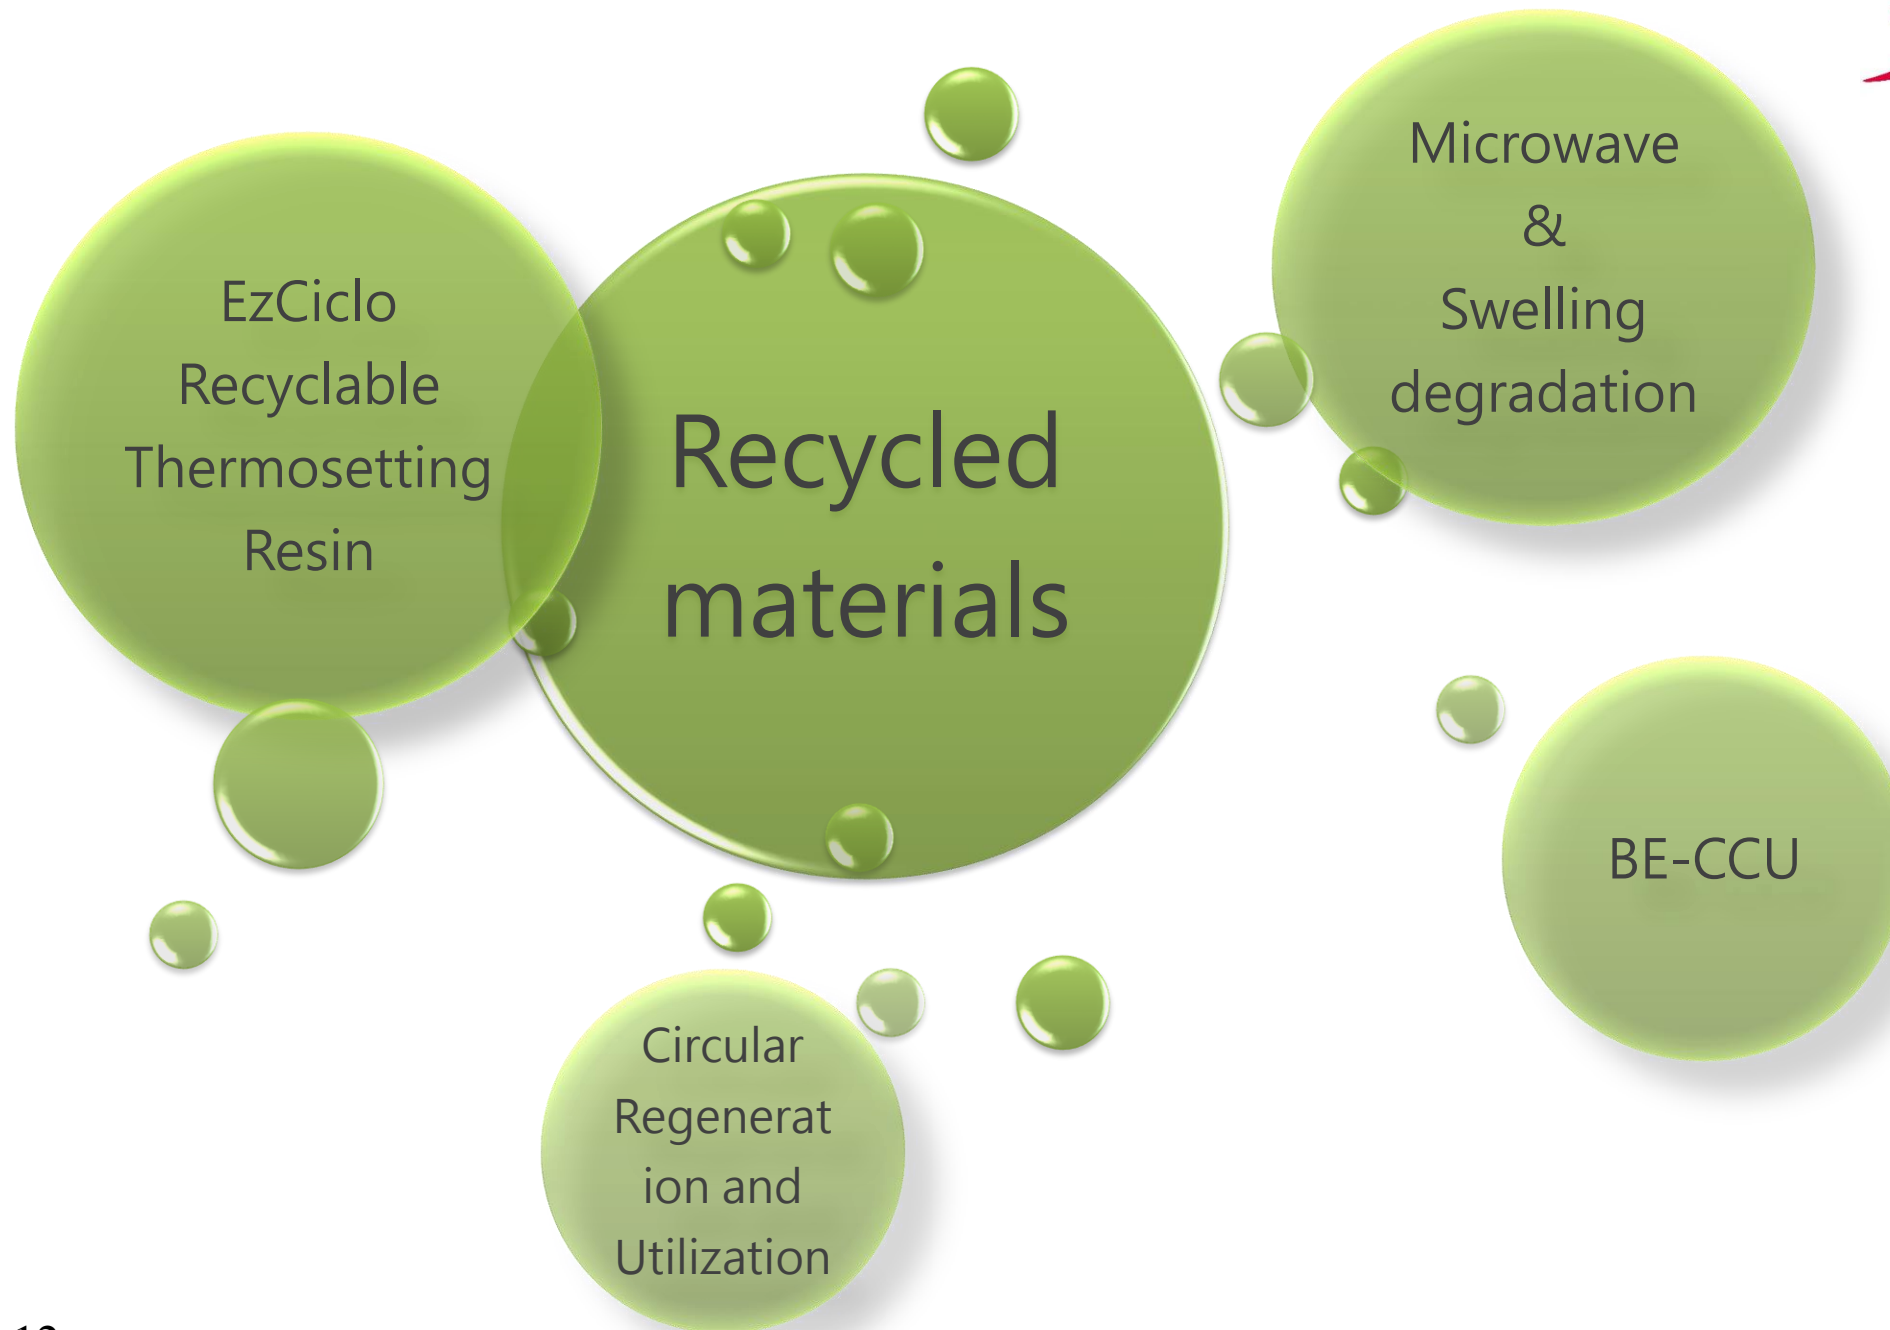 EzCiclo
Recyclable
Thermosetting
Resin
Recycled
materials
Microwave
&
Swelling
degradation
BE-CCU
Circular
Regenerat
ion and
Utilization